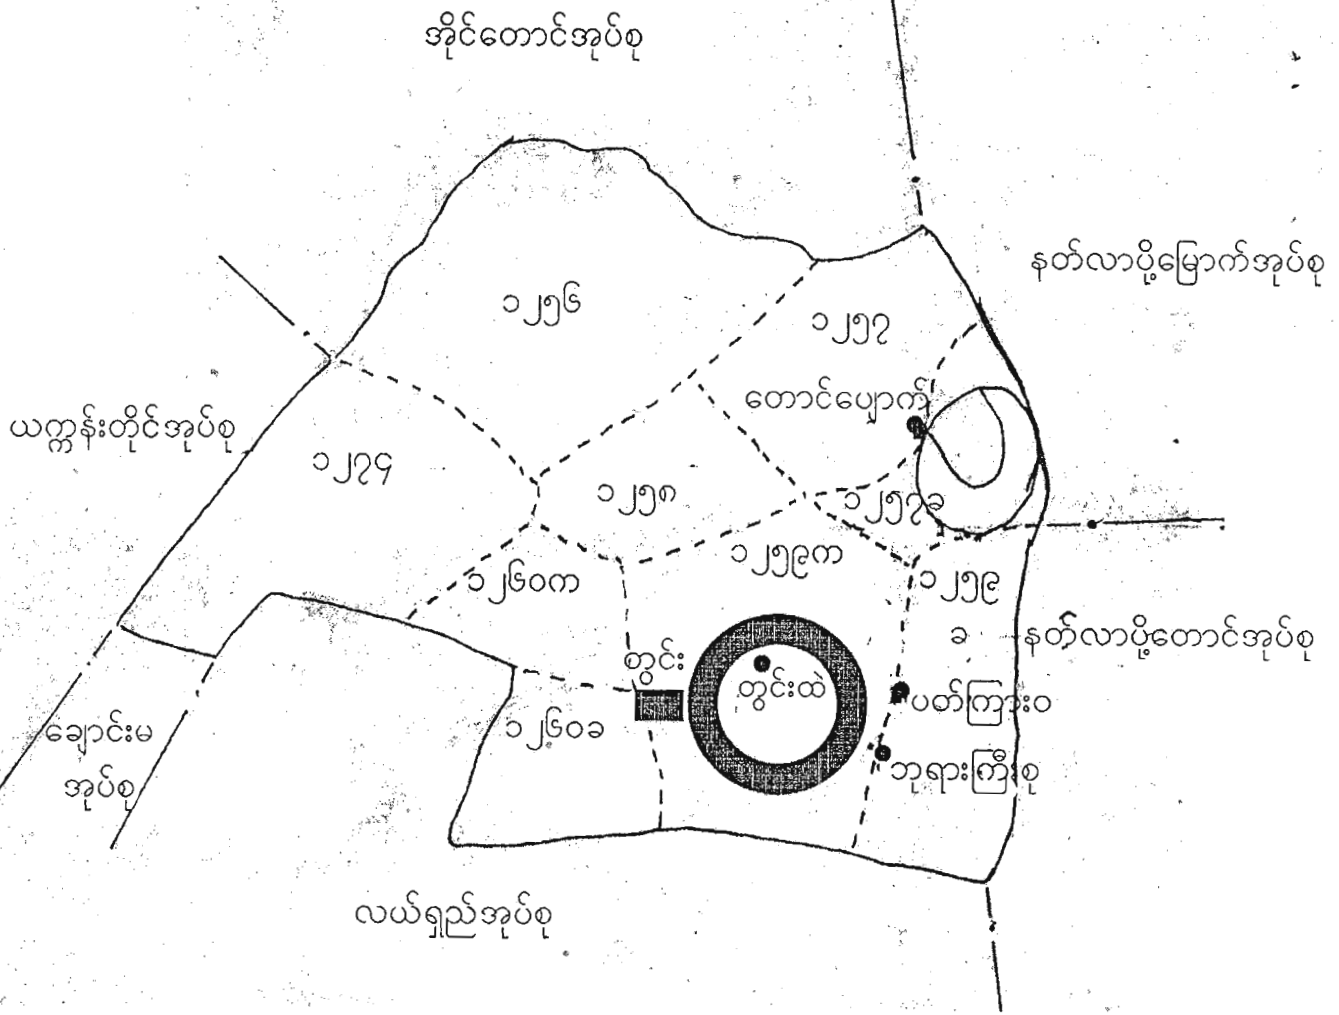 အိုင်တောင်အုပ်စု
နတ်လာပို့မြောက်အုပ်စု
၁၂၅၆
၁၂၅၇
တောင်ပျောက်
ယက္ကန်းတိုင်အုပ်စု
၁၂၇၄
၁၂၅၈
၁၂၅၇ခ
၁၂၅၉က
၁၂၆၀က
၁၂၅၉
ခ
နတ်လာပို့တောင်အုပ်စု
တွင်း
တွင်းထဲ
ပတ်ကြားဝ
၁၂၆၀ခ
ချောင်းမ
အုပ်စု
ဘုရားကြီးစု
လယ်ရှည်အုပ်စု